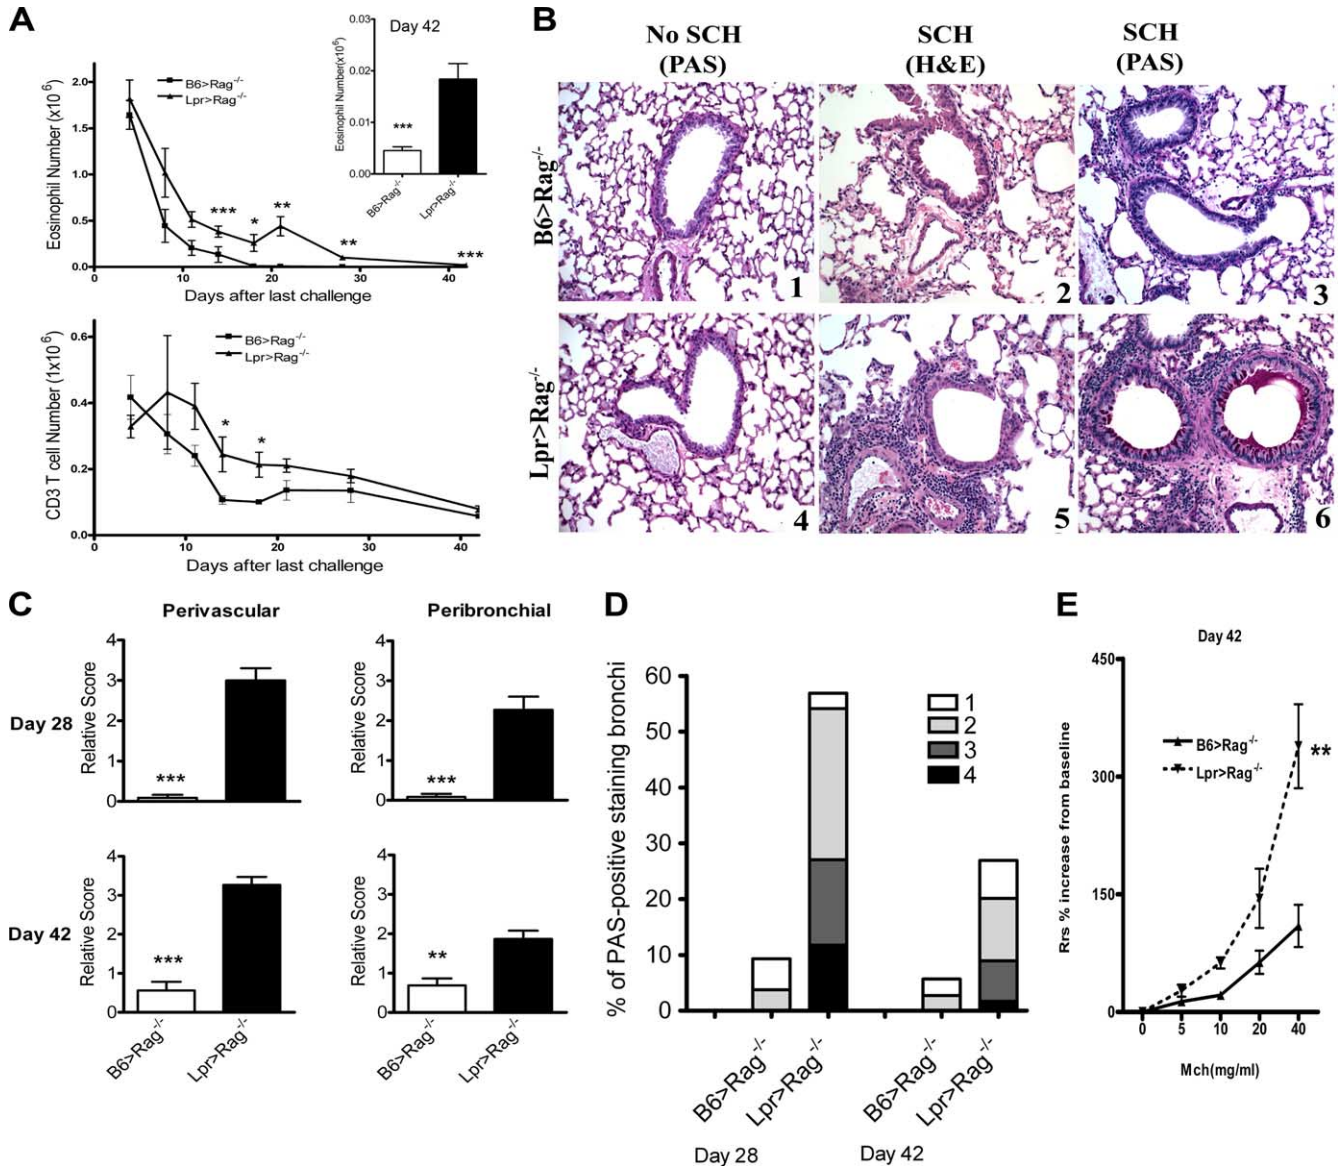 A
Eosinophil Number (x10⁶)
2.0
1.5
1.0
0.5
0.0
0
10
20
30
40
B6>Rag⁻/⁻
Lpr>Rag⁻/⁻
***
*
**
**
***
Days after last challenge
Day 42
Eosinophil Number(x10⁶)
0.03
0.02
0.01
0.00
***
B6>Rag⁻/⁻
Lpr>Rag⁻/⁻
CD3 T cell Number (1x10⁶)
0.6
0.4
0.2
0.0
0
10
20
30
40
B6>Rag⁻/⁻
Lpr>Rag⁻/⁻
*
*
Days after last challenge
B
No SCH
(PAS)
SCH
(H&E)
SCH
(PAS)
B6>Rag⁻/⁻
1
2
3
Lpr>Rag⁻/⁻
4
5
6
C
Perivascular
Peribronchial
Day 28
Relative Score
4
3
2
1
0
***
Relative Score
4
3
2
1
0
***
Day 42
Relative Score
4
3
2
1
0
***
B6>Rag⁻/⁻
Lpr>Rag⁻/⁻
Relative Score
4
3
2
1
0
**
B6>Rag⁻/⁻
Lpr>Rag⁻/⁻
D
% of PAS-positive staining bronchi
60
50
40
30
20
10
0
1
2
3
4
B6>Rag⁻/⁻
Lpr>Rag⁻/⁻
B6>Rag⁻/⁻
Lpr>Rag⁻/⁻
Day 28
Day 42
E
Day 42
Rrs % increase from baseline
450
300
150
0
B6>Rag⁻/⁻
Lpr>Rag⁻/⁻
**
0
5
10
20
40
Mch(mg/ml)